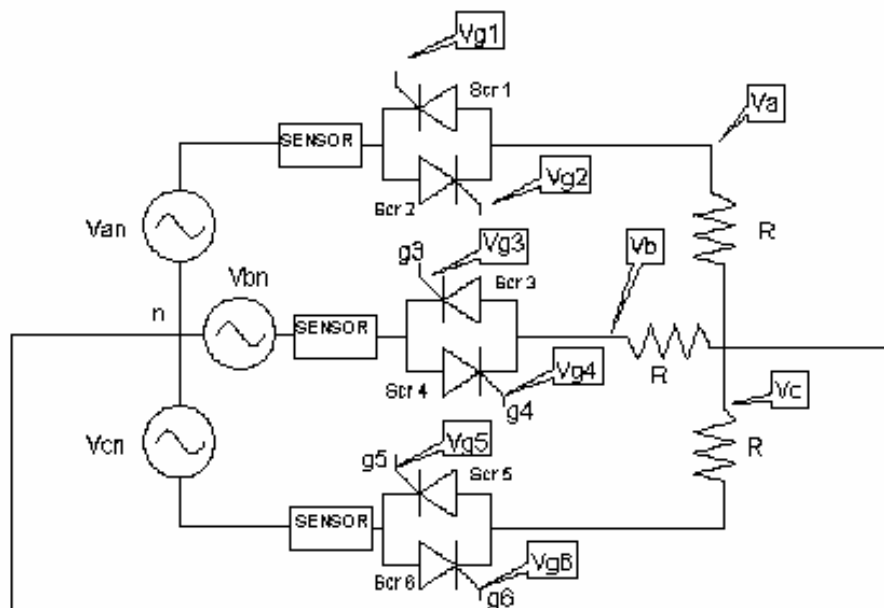 Vg1
Scr 1
Va
SENSOR
Vg2
Scr 2
Van
R
g3
Vg3
Vb
Vbn
Scr 3
n
SENSOR
Vg4
R
Scr 4
g4
Vc
Vcn
g5
Vg5
Scr 5
R
SENSOR
Vg6
Scr 6
g6